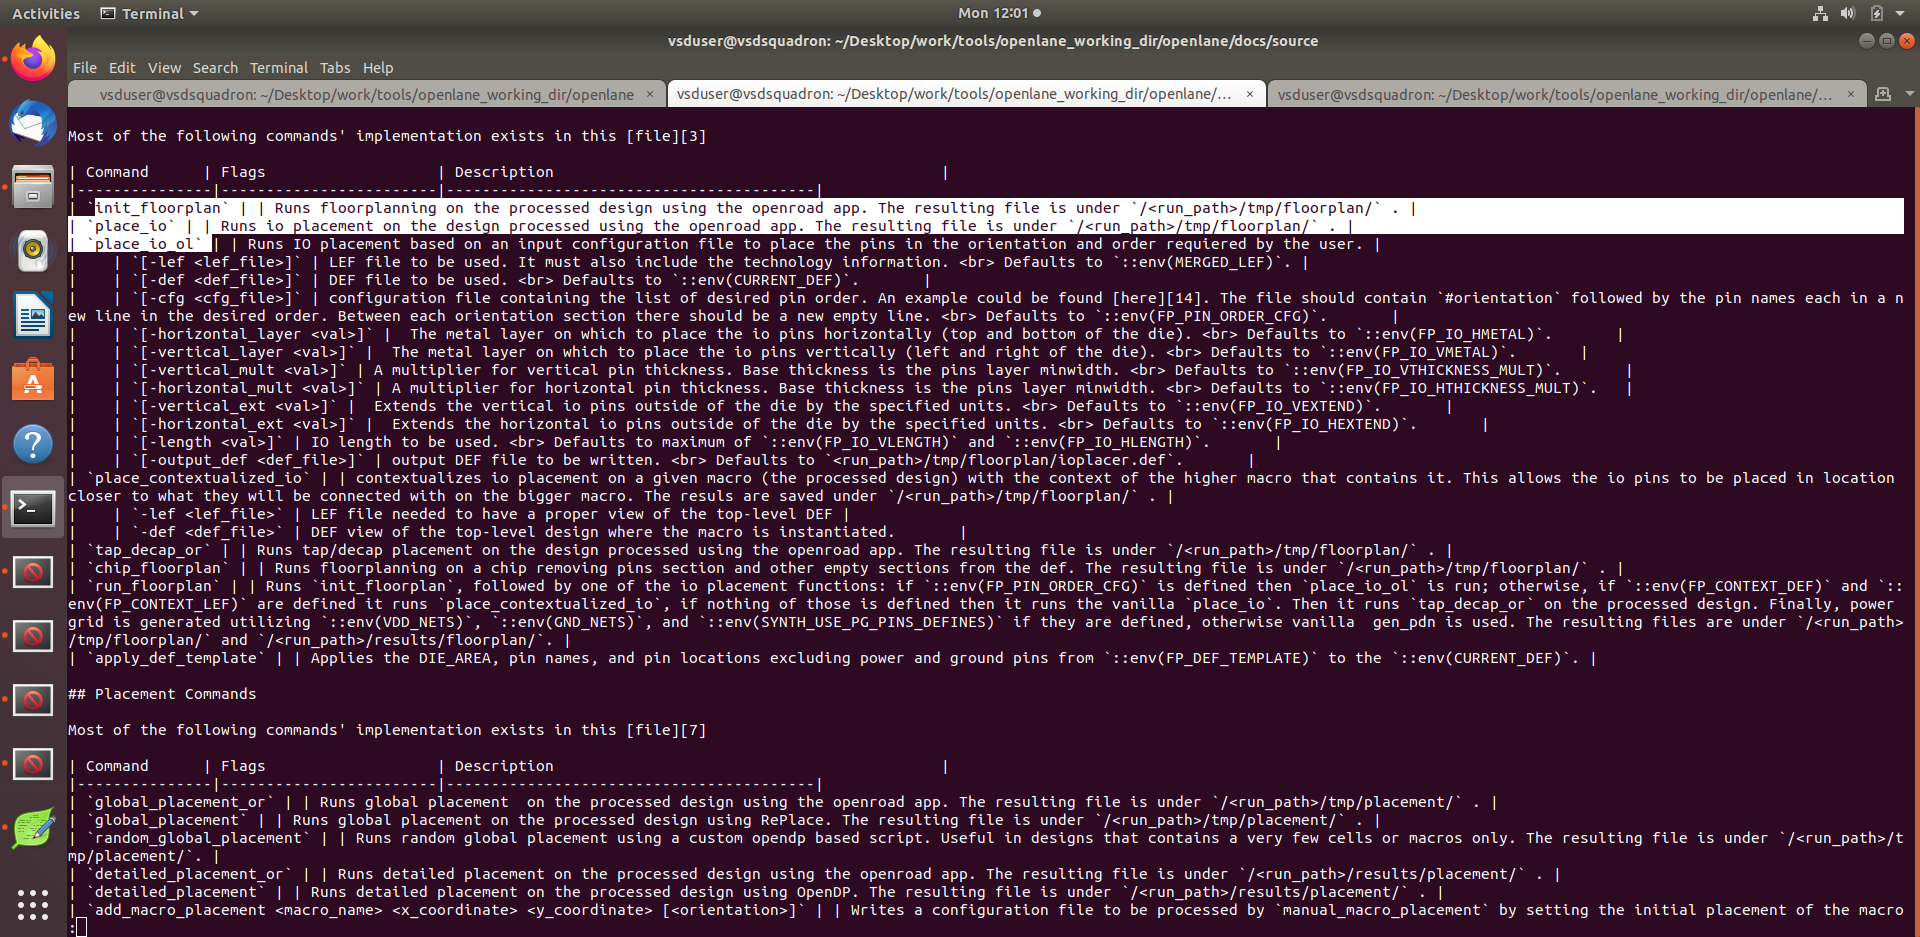 Activities
Terminal
Mon 12:01
vsduser@vsdsquadron: ~/Desktop/work/tools/openlane_working_dir/openlane/docs/source
File Edit View Search Terminal Tabs Help
vsduser@vsdsquadron: ~/Desktop/work/tools/openlane_working_dir/openlane ×
vsduser@vsdsquadron: ~/Desktop/work/tools/openlane_working_dir/openlane/... ×
vsduser@vsdsquadron: ~/Desktop/work/tools/openlane_working_dir/openlane/... ×
Most of the following commands' implementation exists in this [file][3]
| Command      | Flags                   | Description                                           |
|---------------|------------------------|-----------------------------------------|
| `init_floorplan` | | Runs floorplanning on the processed design using the openroad app. The resulting file is under `/<run_path>/tmp/floorplan/` . |
| `place_io` | | Runs io placement on the design processed using the openroad app. The resulting file is under `/<run_path>/tmp/floorplan/` . |
| `place_io_ol` | | Runs IO placement based on an input configuration file to place the pins in the orientation and order requiered by the user. |
|    | `[-lef <lef_file>]` | LEF file to be used. It must also include the technology information. <br> Defaults to `::env(MERGED_LEF)`. |
|    | `[-def <def_file>]` | DEF file to be used. <br> Defaults to `::env(CURRENT_DEF)`.       |
|    | `[-cfg <cfg_file>]` | configuration file containing the list of desired pin order. An example could be found [here][14]. The file should contain `#orientation` followed by the pin names each in a n
ew line in the desired order. Between each orientation section there should be a new empty line. <br> Defaults to `::env(FP_PIN_ORDER_CFG)`.       |
|    | `[-horizontal_layer <val>]` |  The metal layer on which to place the io pins horizontally (top and bottom of the die). <br> Defaults to `::env(FP_IO_HMETAL)`.       |
|    | `[-vertical_layer <val>]` |  The metal layer on which to place the io pins vertically (left and right of the die). <br> Defaults to `::env(FP_IO_VMETAL)`.       |
|    | `[-vertical_mult <val>]` | A multiplier for vertical pin thickness. Base thickness is the pins layer minwidth. <br> Defaults to `::env(FP_IO_VTHICKNESS_MULT)`.       |
|    | `[-horizontal_mult <val>]` | A multiplier for horizontal pin thickness. Base thickness is the pins layer minwidth. <br> Defaults to `::env(FP_IO_HTHICKNESS_MULT)`.   |
|    | `[-vertical_ext <val>]` |  Extends the vertical io pins outside of the die by the specified units. <br> Defaults to `::env(FP_IO_VEXTEND)`.       |
|    | `[-horizontal_ext <val>]` |  Extends the horizontal io pins outside of the die by the specified units. <br> Defaults to `::env(FP_IO_HEXTEND)`.       |
|    | `[-length <val>]` | IO length to be used. <br> Defaults to maximum of `::env(FP_IO_VLENGTH)` and `::env(FP_IO_HLENGTH)`.       |
|    | `[-output_def <def_file>]` | output DEF file to be written. <br> Defaults to `<run_path>/tmp/floorplan/ioplacer.def`.       |
| `place_contextualized_io` | | contextualizes io placement on a given macro (the processed design) with the context of the higher macro that contains it. This allows the io pins to be placed in location
closer to what they will be connected with on the bigger macro. The resuls are saved under `/<run_path>/tmp/floorplan/` . |
|    | `-lef <lef_file>` | LEF file needed to have a proper view of the top-level DEF |
|    | `-def <def_file>` | DEF view of the top-level design where the macro is instantiated.       |
| `tap_decap_or` | | Runs tap/decap placement on the design processed using the openroad app. The resulting file is under `/<run_path>/tmp/floorplan/` . |
| `chip_floorplan` | | Runs floorplanning on a chip removing pins section and other empty sections from the def. The resulting file is under `/<run_path>/tmp/floorplan/` . |
| `run_floorplan` | | Runs `init_floorplan`, followed by one of the io placement functions: if `::env(FP_PIN_ORDER_CFG)` is defined then `place_io_ol` is run; otherwise, if `::env(FP_CONTEXT_DEF)` and `::
env(FP_CONTEXT_LEF)` are defined it runs `place_contextualized_io`, if nothing of those is defined then it runs the vanilla `place_io`. Then it runs `tap_decap_or` on the processed design. Finally, power
grid is generated utilizing `::env(VDD_NETS)`, `::env(GND_NETS)`, and `::env(SYNTH_USE_PG_PINS_DEFINES)` if they are defined, otherwise vanilla  gen_pdn is used. The resulting files are under `/<run_path>
/tmp/floorplan/` and `/<run_path>/results/floorplan/`. |
| `apply_def_template` | | Applies the DIE_AREA, pin names, and pin locations excluding power and ground pins from `::env(FP_DEF_TEMPLATE)` to the `::env(CURRENT_DEF)`. |
## Placement Commands
Most of the following commands' implementation exists in this [file][7]
| Command      | Flags                   | Description                                           |
|---------------|------------------------|-----------------------------------------|
| `global_placement_or` | | Runs global placement  on the processed design using the openroad app. The resulting file is under `/<run_path>/tmp/placement/` . |
| `global_placement` | | Runs global placement on the processed design using RePlace. The resulting file is under `/<run_path>/tmp/placement/` . |
| `random_global_placement` | | Runs random global placement using a custom opendp based script. Useful in designs that contains a very few cells or macros only. The resulting file is under `/<run_path>/t
mp/placement/`. |
| `detailed_placement_or` | | Runs detailed placement on the processed design using the openroad app. The resulting file is under `/<run_path>/results/placement/` . |
| `detailed_placement` | | Runs detailed placement on the processed design using OpenDP. The resulting file is under `/<run_path>/results/placement/` . |
| `add_macro_placement <macro_name> <x_coordinate> <y_coordinate> [<orientation>]` | | Writes a configuration file to be processed by `manual_macro_placement` by setting the initial placement of the macro
: